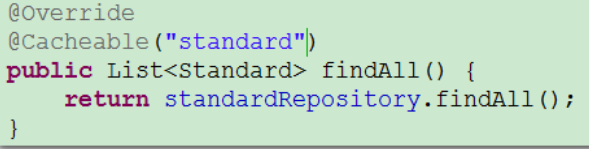 @Override
@Cacheable("standard")
public List<Standard> findAll() {
    return standardRepository.findAll();
}